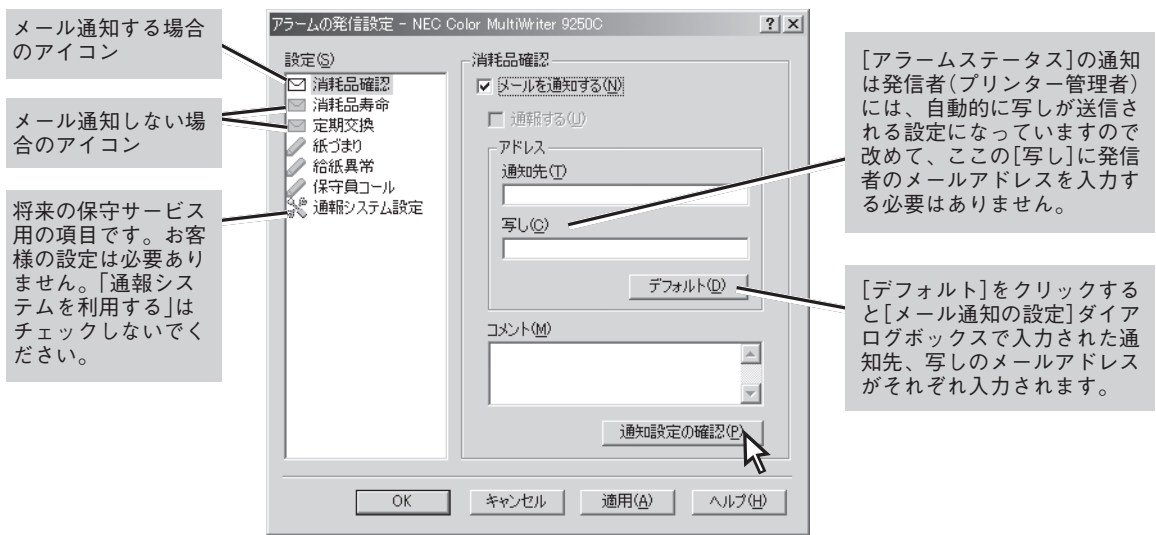 メール通知する場合
のアイコン
メール通知しない場
合のアイコン
将来の保守サービス
用の項目です。お客
様の設定は必要あり
ません。｢通報シス
テムを利用する｣は
チェックしないでく
ださい。
アラームの発信設定 - NEC Color MultiWriter 9250C
設定(S)
消耗品確認
消耗品寿命
定期交換
紙づまり
給紙異常
保守員コール
通報システム設定
消耗品確認
メールを通知する(N)
通報する(U)
アドレス
通知先(T)
写し(C)
デフォルト(D)
コメント(M)
通知設定の確認(P)
OK
キャンセル
適用(A)
ヘルプ(H)
[アラームステータス]の通知
は発信者(プリンター管理者)
には、自動的に写しが送信さ
れる設定になっていますので
改めて、ここの[写し]に発信
者のメールアドレスを入力す
る必要はありません。
[デフォルト]をクリックする
と[メール通知の設定]ダイア
ログボックスで入力された通
知先、写しのメールアドレス
がそれぞれ入力されます。